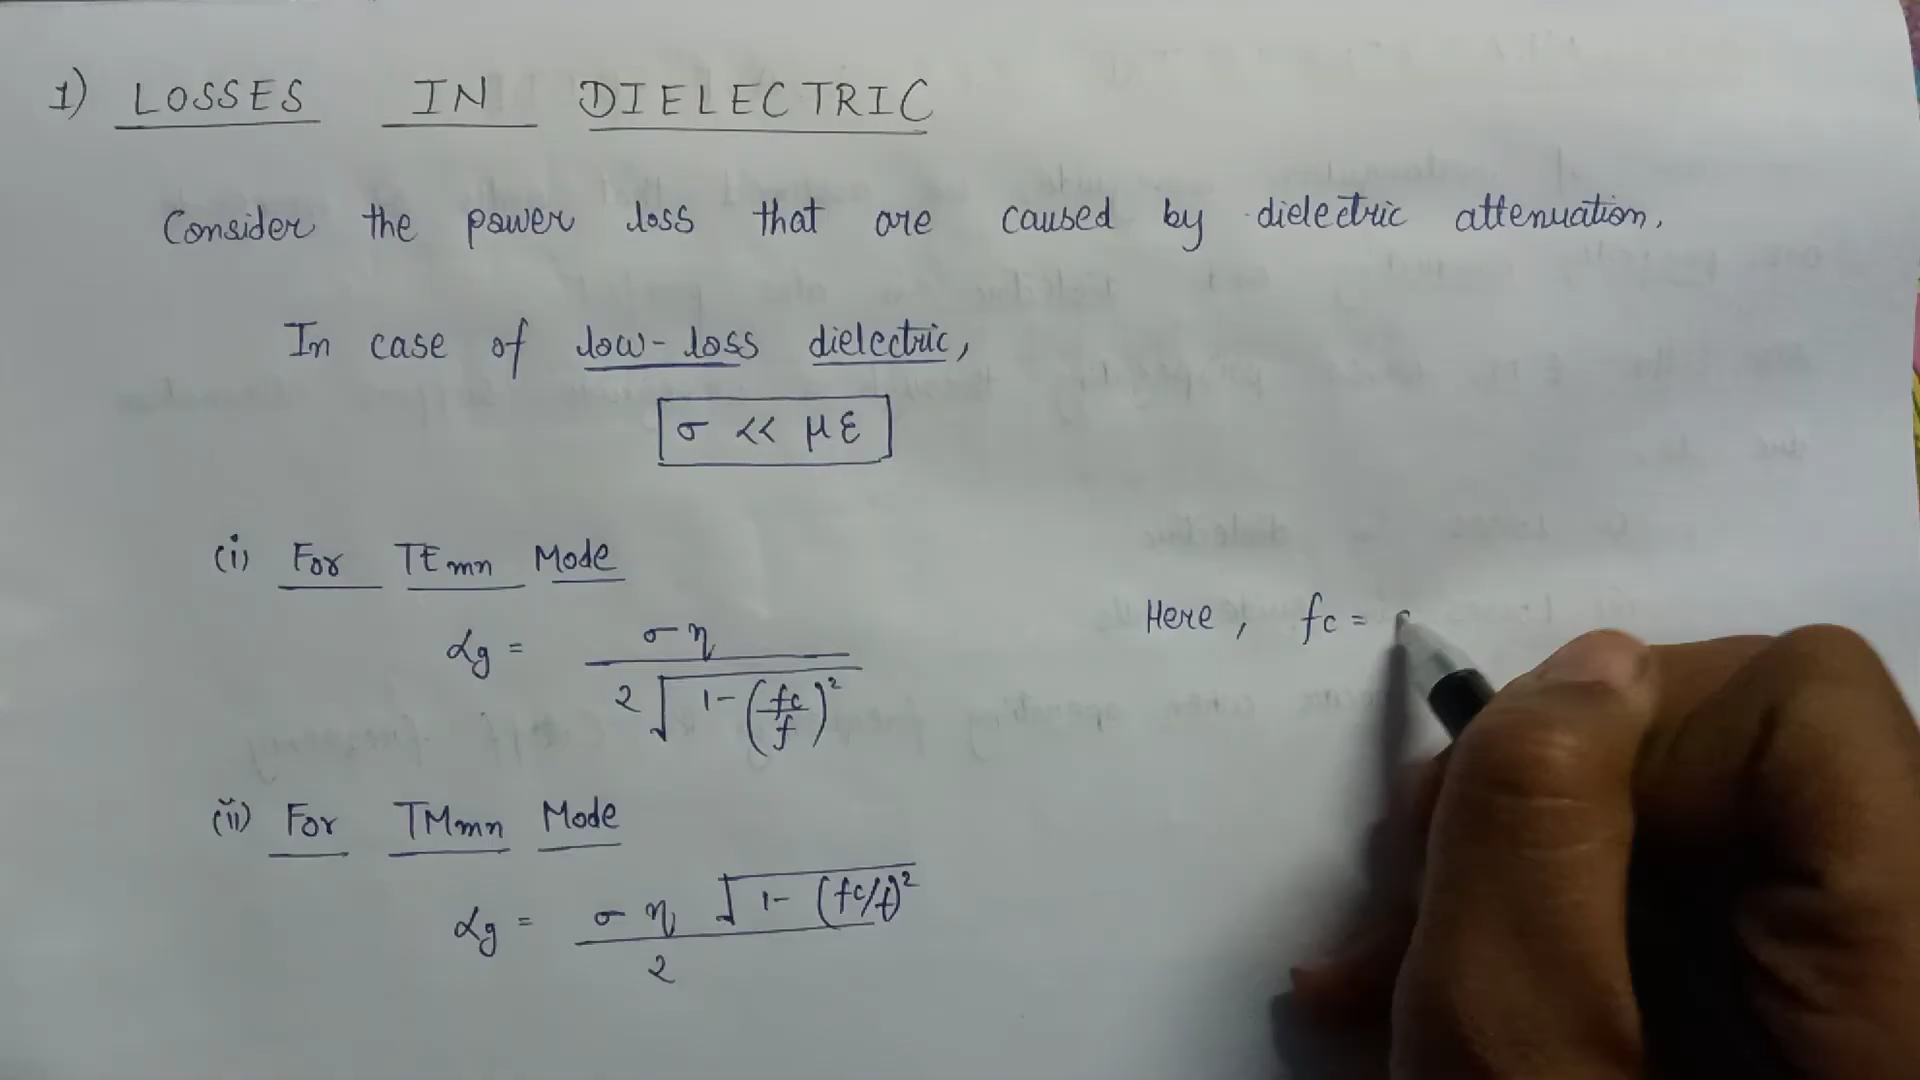 1) LOSSES IN DIELECTRIC
Consider the power loss that are caused by dielectric attenuation.
In case of low-loss dielectric,
σ << με
(i) For TEmn Mode
αg = ση / 2√1-(fc/f)²
Here, fc =
(ii) For TMmn Mode
αg = σ η √1-(fc/f)² / 2